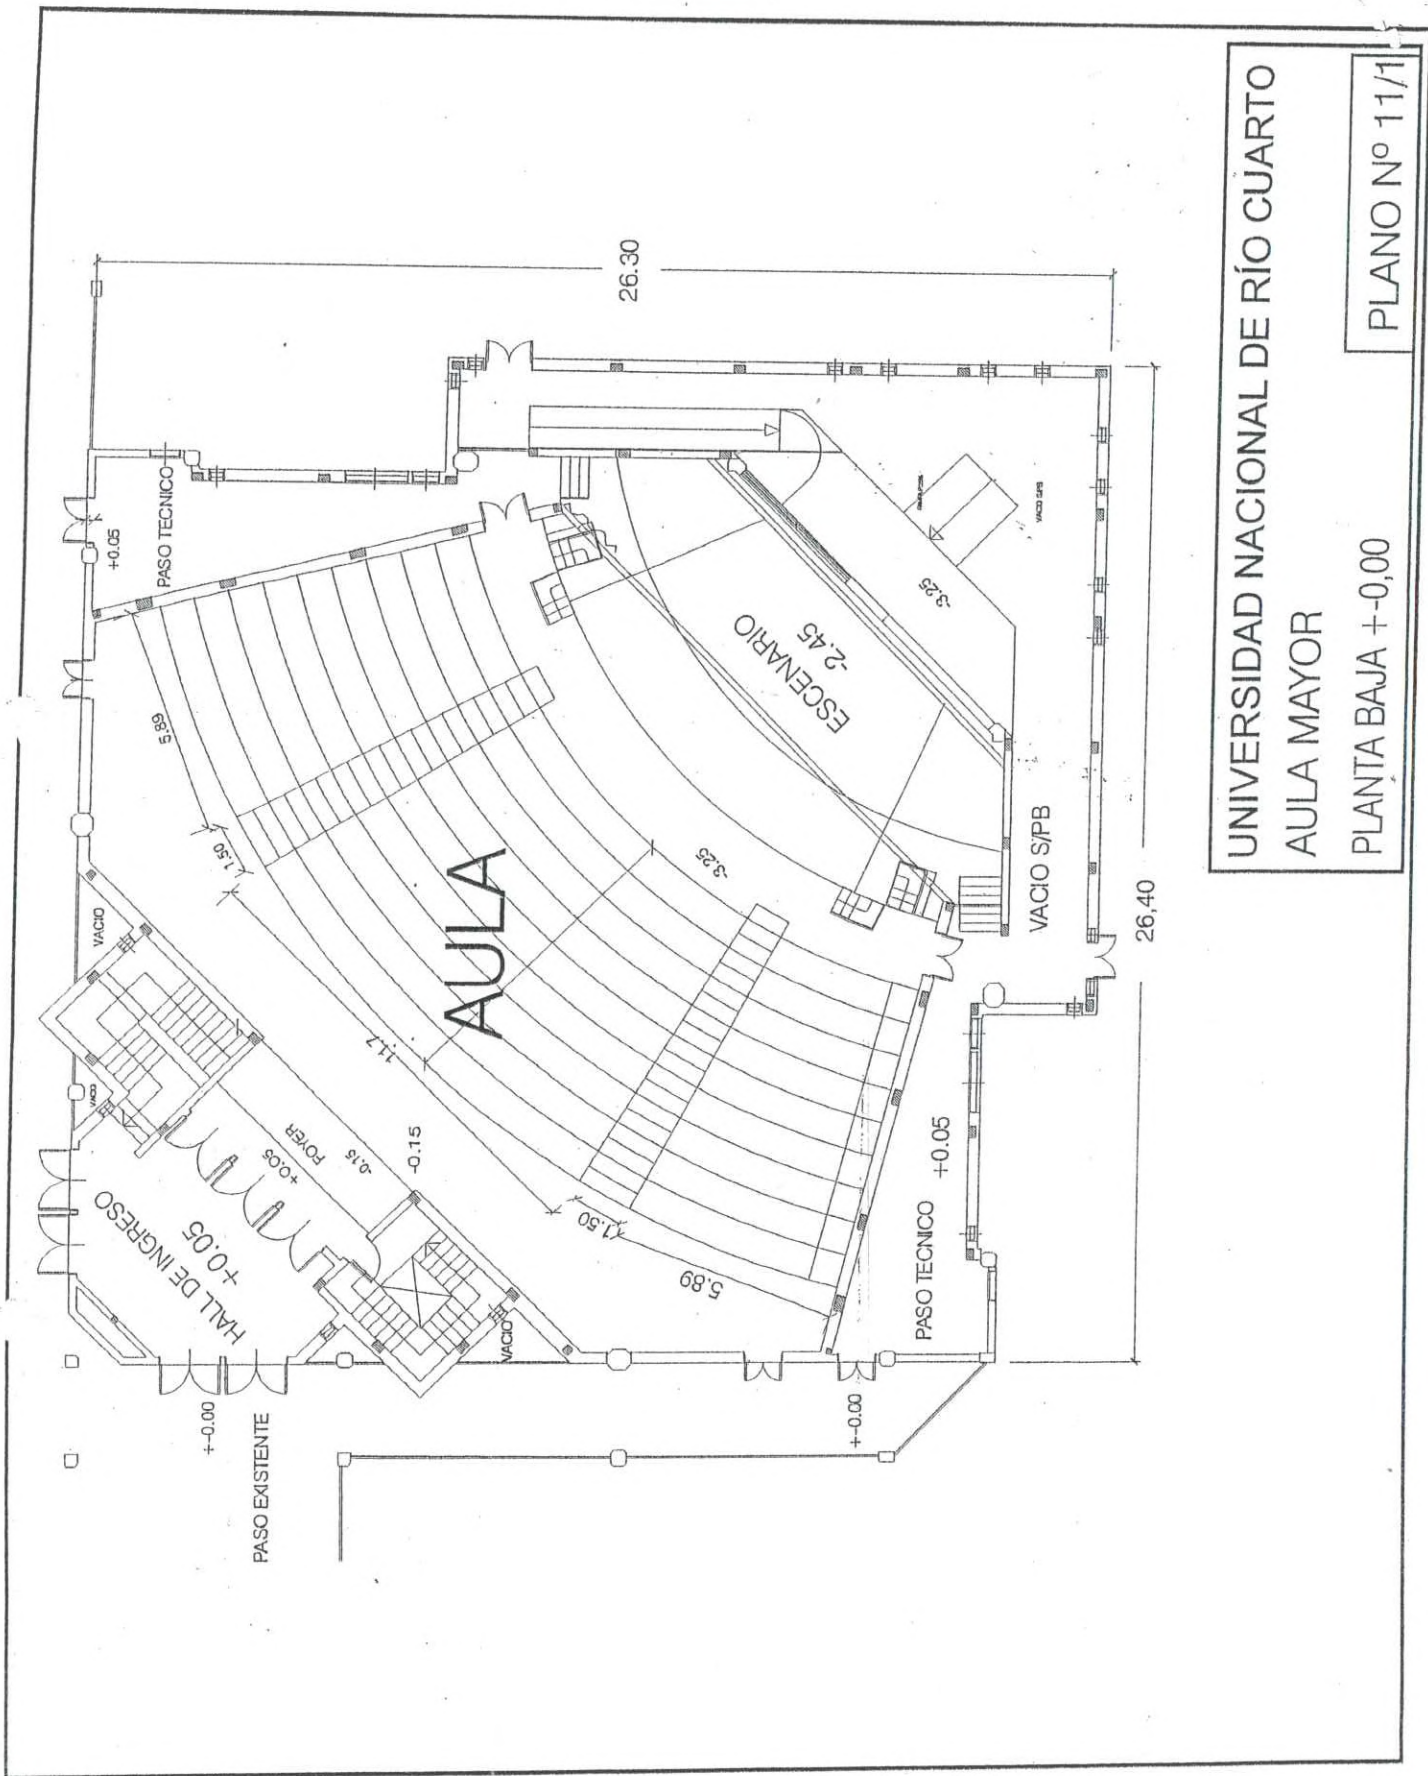 UNIVERSIDAD NACIONAL DE RÍO CUARTO
AULA MAYOR
PLANTA BAJA +-0,00
PLANO Nº 11/1
26.30
26,40
PASO TECNICO
+0.05
5.89
1.50
11.7
1.50
5.89
AULA
-3.25
ESCENARIO
-2.45
-3.25
VACIO S/PB
VACIO S/PB
VACIO
VACIO
VACIO
FOYER
+0.05
-0.15
-0.15
HALL DE INGRESO
+0.05
PASO TECNICO
+0.05
+-0.00
+-0.00
PASO EXISTENTE